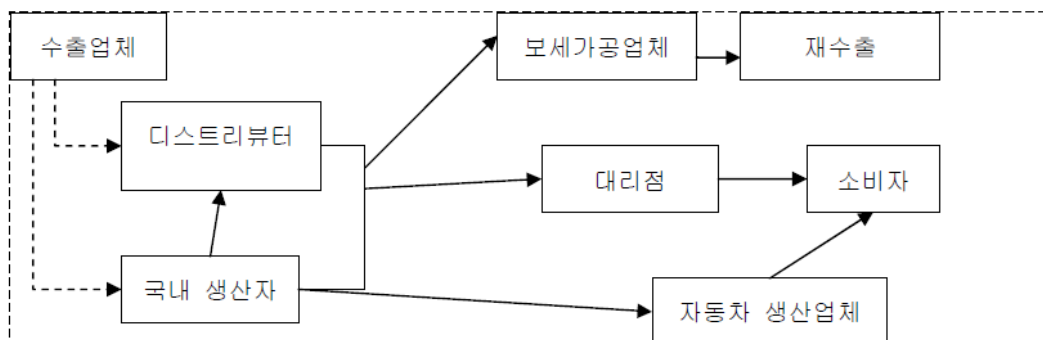 수출업체
보세가공업체
재수출
디스트리뷰터
대리점
소비자
국내 생산자
자동차 생산업체